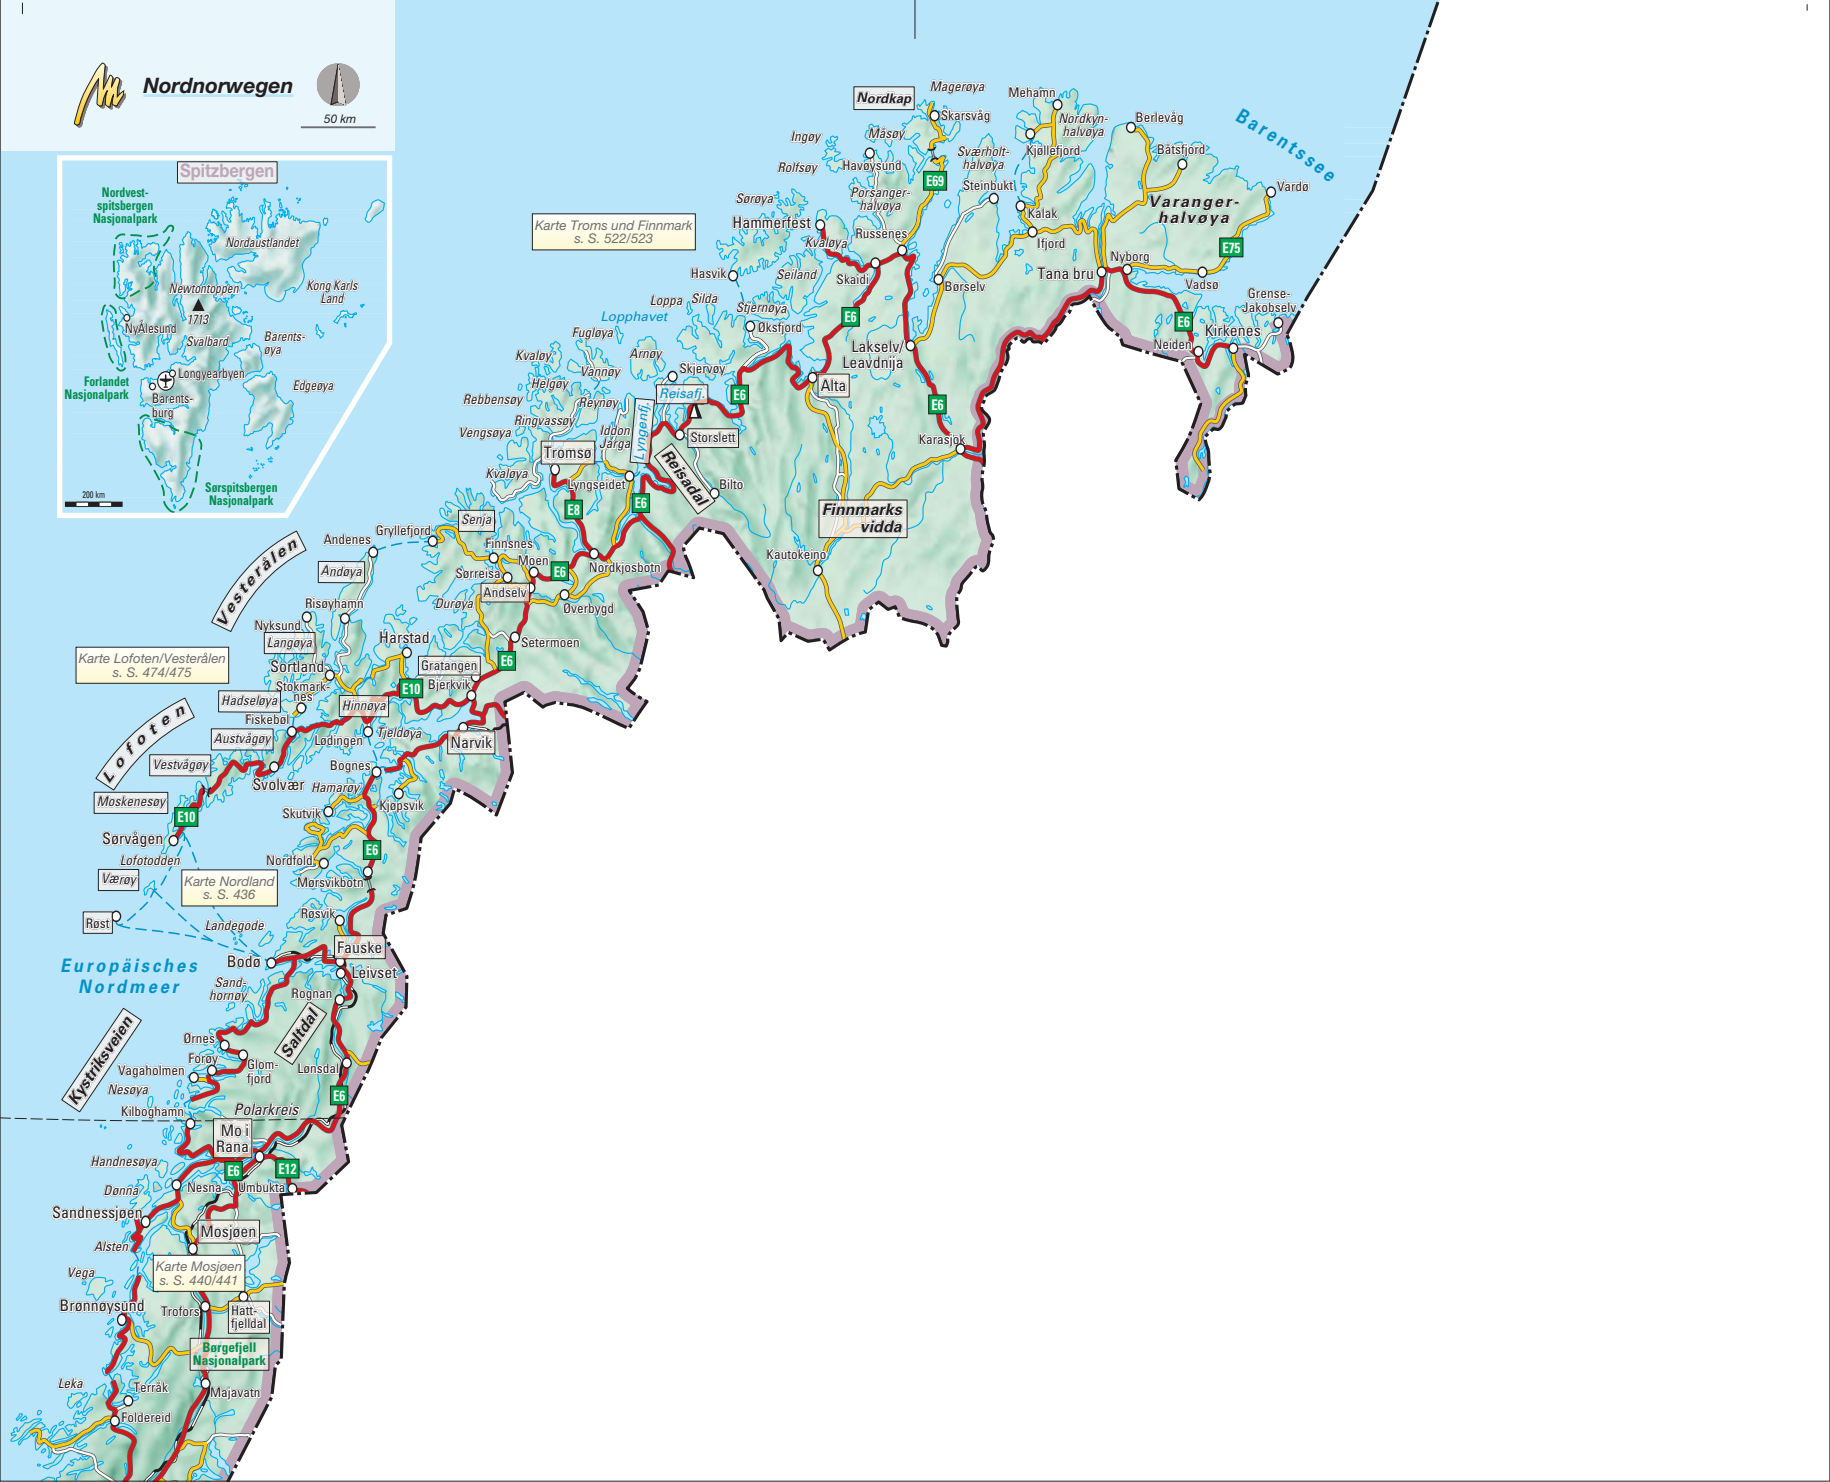 Nordnorwegen
50 km
Spitzbergen
Nordvest-
spitsbergen
Nasjonalpark
Nordaustlandet
Kong Karls
Land
Newtontoppen
1713
NyÅlesund
Svalbard
Barents-
øya
Forlandet
Nasjonalpark
Longyearbyen
Barents-
burg
Edgeøya
Sørspitsbergen
Nasjonalpark
200 km
Barentssee
Nordkap
Magerøya
Skarsvåg
Mehamn
Nordkyn-
halvøya
Kjøllefjord
Berlevåg
Båtsfjord
Vardø
Ingøy
Måsøy
Rolfsøy
Havøysund
Sværholt-
halvøya
Steinbukt
E69
Porsanger-
halvøya
Sørøya
Hammerfest
Kvaløya
Russenes
Kalak
Ifjord
Varanger-
halvøya
E75
Karte Troms und Finnmark
s. S. 522/523
Hasvik
Seiland
Skaidi
Børselv
Tana bru
Nyborg
Vadsø
Grense-
Jakobselv
Loppa
Silda
Stjernøya
Lopphavet
Øksfjord
E6
E6
Kirkenes
Neiden
Fugløya
Arnøy
Kvaløy
Vannøy
Helgøy
Skjervøy
Lakselv/
Leavdnija
Alta
Reisafj.
E6
E6
Rebbensøy
Reynøy
Ringvassøy
Vengsøya
Iddon
Jarga
Lyngenfj.
Storslett
Karasjok
Tromsø
Kvaløya
Lyngseidet
Reisadal
Bilto
E8
E6
Finnmarks
vidda
Senja
Gryllefjord
Andenes
Finnsnes
Moen
Sørreisa
E6
Nordkjosbotn
Kautokeino
Vesterålen
Andøya
Andselv
Durøya
Øverbygd
Risøyhamn
Nyksund
Langøya
Harstad
Setermoen
Karte Lofoten/Vesterålen
s. S. 474/475
Sortland
Gratangen
E6
Stokmark-
nes
Bjerkvik
E10
Hadseløya
Hinnøya
Fiskebøl
Lofoten
Austvågøy
Lødingen
Tjeldøya
Narvik
Vestvågøy
Bognes
Svolvær
Hamarøy
Moskenesøy
Skutvik
Kjøpsvik
E10
Sørvågen
E6
Lofotodden
Nordfold
Værøy
Karte Nordland
s. S. 436
Mørsvikbotn
Røst
Røsvik
Landegode
Fauske
Europäisches
Nordmeer
Bodø
Leivset
Sand-
hornøy
Rognan
Kystriksveien
Saltdal
Ørnes
Forøy
Glom-
fjord
Vagaholmen
Lønsdal
Nesøya
E6
Kilboghamn
Polarkreis
Mo i
Rana
Handnesøya
E6
E12
Dønna
Nesna
Umbukta
Sandnessjøen
Mosjøen
Alsten
Karte Mosjøen
s. S. 440/441
Vega
Brønnøysund
Trofors
Hatt-
fjelldal
Børgefjell
Nasjonalpark
Leka
Terråk
Majavatn
Foldereid